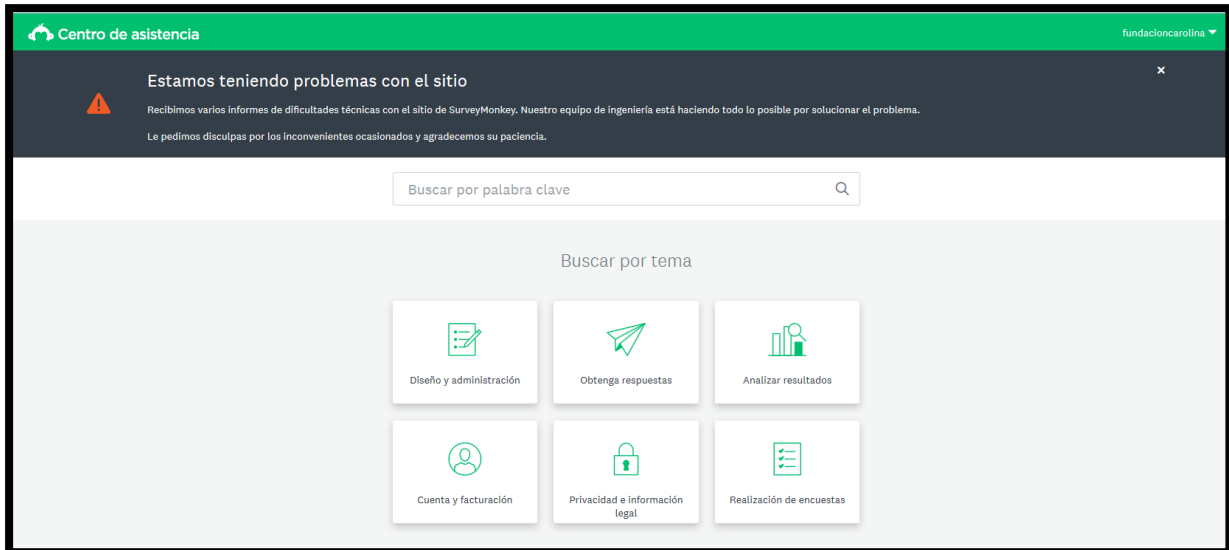 Centro de asistencia
fundacioncarolina
Estamos teniendo problemas con el sitio
Recibimos varios informes de dificultades técnicas con el sitio de SurveyMonkey. Nuestro equipo de ingeniería está haciendo todo lo posible por solucionar el problema.
Le pedimos disculpas por los inconvenientes ocasionados y agradecemos su paciencia.
Buscar por palabra clave
Buscar por tema
Diseño y administración
Obtenga respuestas
Analizar resultados
Cuenta y facturación
Privacidad e información
legal
Realización de encuestas